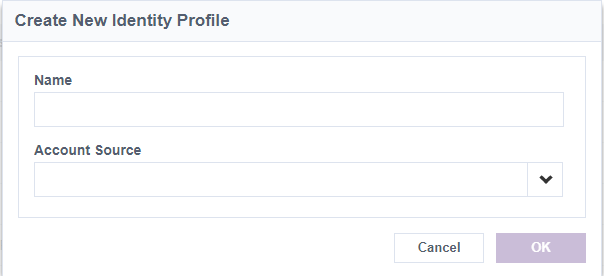 Create New Identity Profile
Name
Account Source
Cancel OK